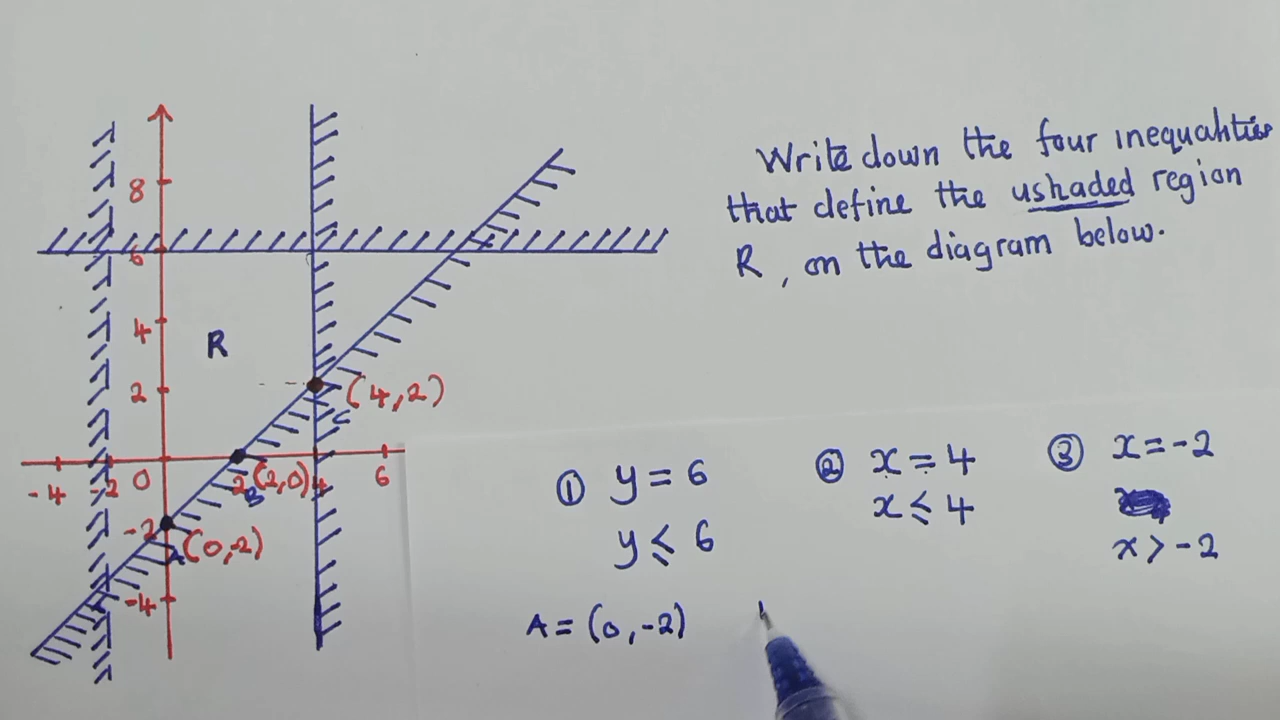 Write down the four inequalities
that define the ushaded region
R, on the diagram below.
8
6
4
R
2
(4,2)
C
-4 -2 0 2 (2,0) 4 6
B
-2 (0,-2)
A
-4
① y = 6
y ≤ 6
② x = 4
x ≤ 4
③ x = -2
x > -2
A = (0, -2)